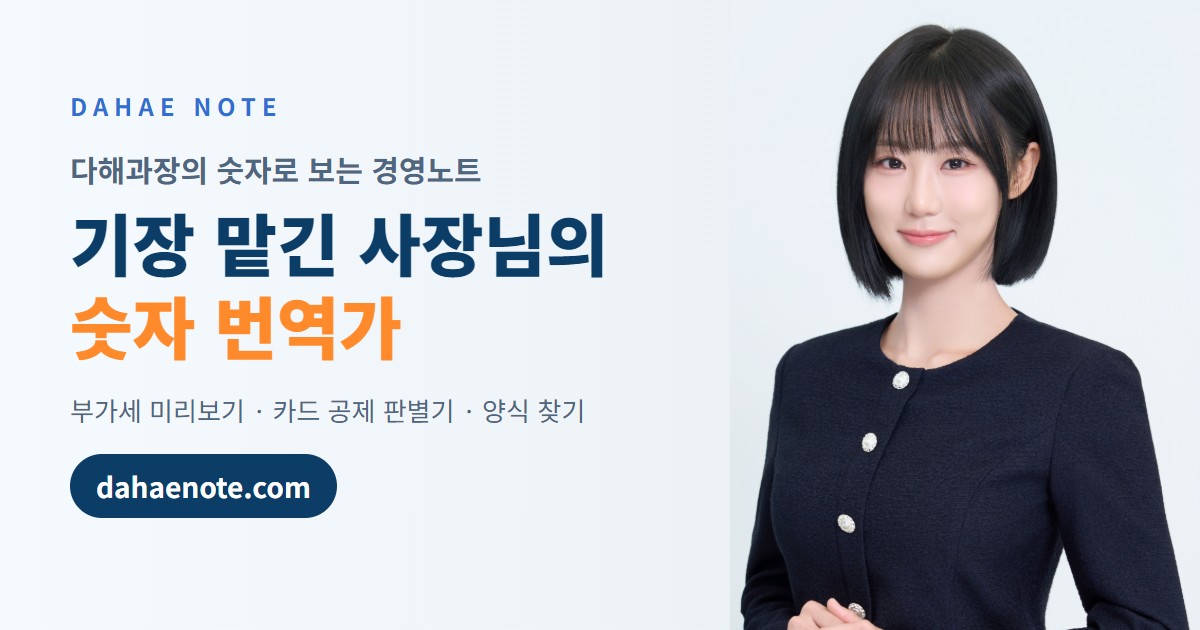 DAHAE NOTE
다해과장의 숫자로 보는 경영노트
기장 맡긴 사장님의
숫자 번역가
부가세 미리보기 · 카드 공제 판별기 · 양식 찾기
dahaenote.com